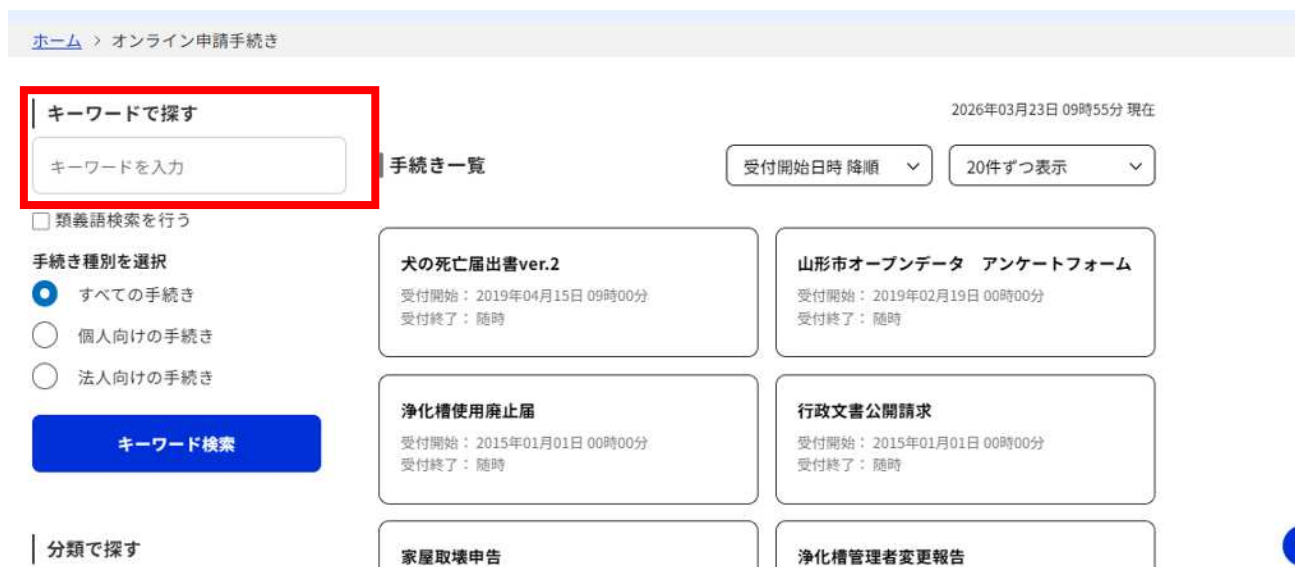 ホーム > オンライン申請手続き
キーワードで探す
キーワードを入力
類義語検索を行う
手続き種別を選択
すべての手続き
個人向けの手続き
法人向けの手続き
キーワード検索
分類で探す
2026年03月23日 09時55分 現在
手続き一覧
受付開始日時 降順
20件ずつ表示
犬の死亡届出書ver.2
受付開始： 2019年04月15日 09時00分
受付終了： 随時
山形市オープンデータ　アンケートフォーム
受付開始： 2019年02月19日 00時00分
受付終了： 随時
浄化槽使用廃止届
受付開始： 2015年01月01日 00時00分
受付終了： 随時
行政文書公開請求
受付開始： 2015年01月01日 00時00分
受付終了： 随時
家屋取壊申告
浄化槽管理者変更報告